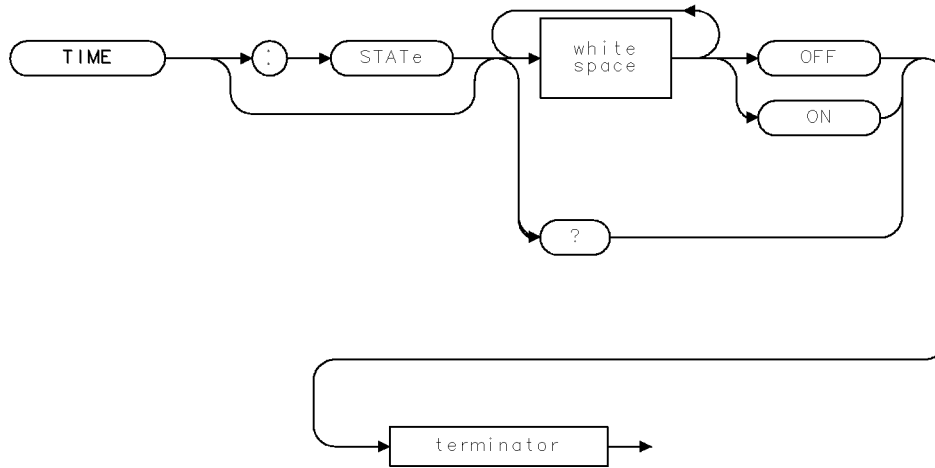 TIME
:
STATe
white
space
OFF
ON
?
terminator